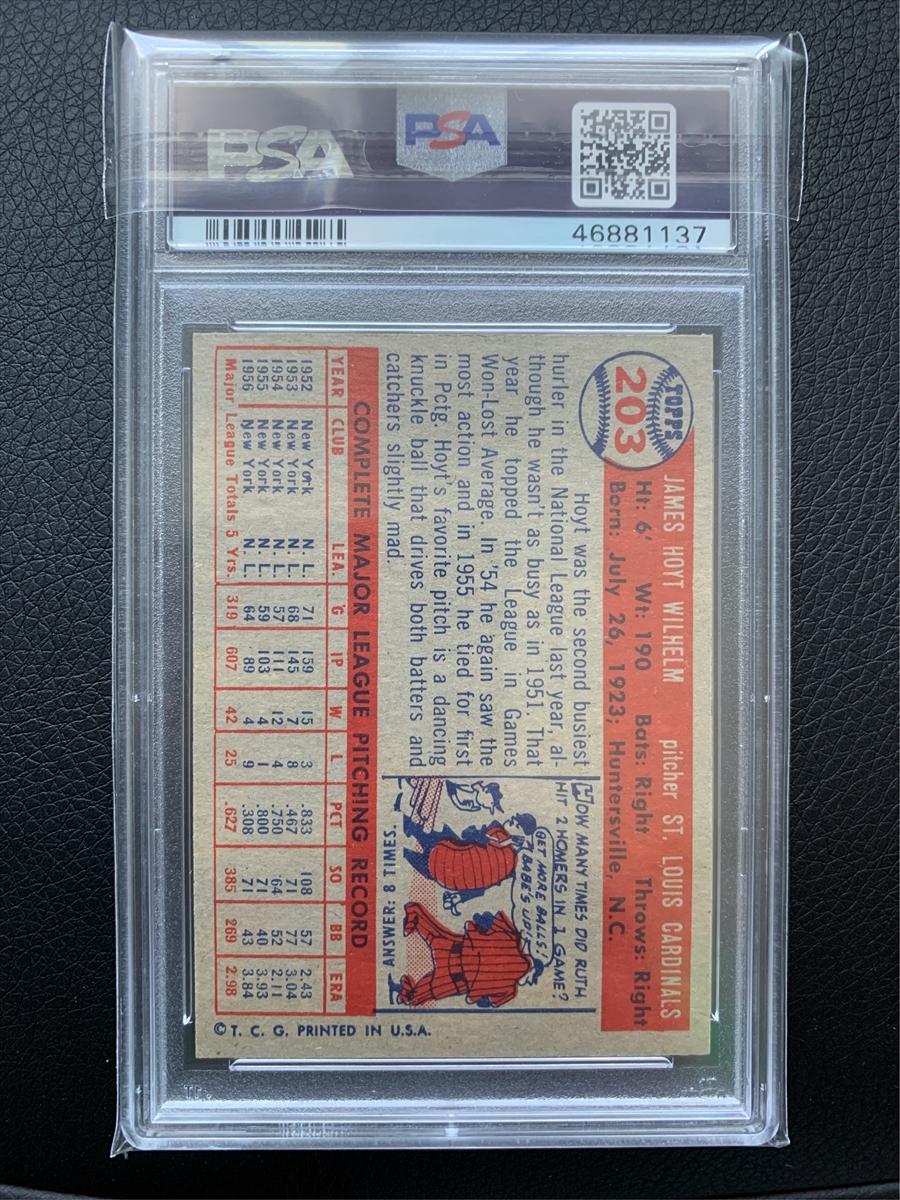 PSA
PSA
46881137
TOPPS
203
JAMES HOYT WILHELM pitcher ST. LOUIS CARDINALS
Ht: 6' Wt: 190 Bats: Right Throws: Right
Born: July 26, 1923; Huntersville, N.C.
Hoyt was the second busiest
hurler in the National League last year, al-
though he wasn't as busy as in 1951. That
year he topped the League in Games
Won-Lost Average. In '54 he again saw the
most action and in 1955 he tied for first
in Pctg. Hoyt's favorite pitch is a dancing
knuckle ball that drives both batters and
catchers slightly mad.
HOW MANY TIMES DID RUTH
HIT 2 HOMERS IN 1 GAME?
GET MORE BALLS!
BABE'S UP!
ANSWER: 8 TIMES.
COMPLETE MAJOR LEAGUE PITCHING RECORD
YEAR CLUB LEA. G IP W L PCT SO BB ERA
1952 New York N. L. 71 159 15 3 .833 108 57 2.43
1953 New York N. L. 68 145 7 8 .467 71 77 3.04
1954 New York N. L. 57 111 12 4 .750 64 52 2.11
1955 New York N. L. 59 103 4 1 .800 71 40 3.93
1956 New York N. L. 64 89 4 9 .308 71 43 3.84
Major League Totals 5 Yrs. 319 607 42 25 .627 385 269 2.98
© T. C. G. PRINTED IN U.S.A.